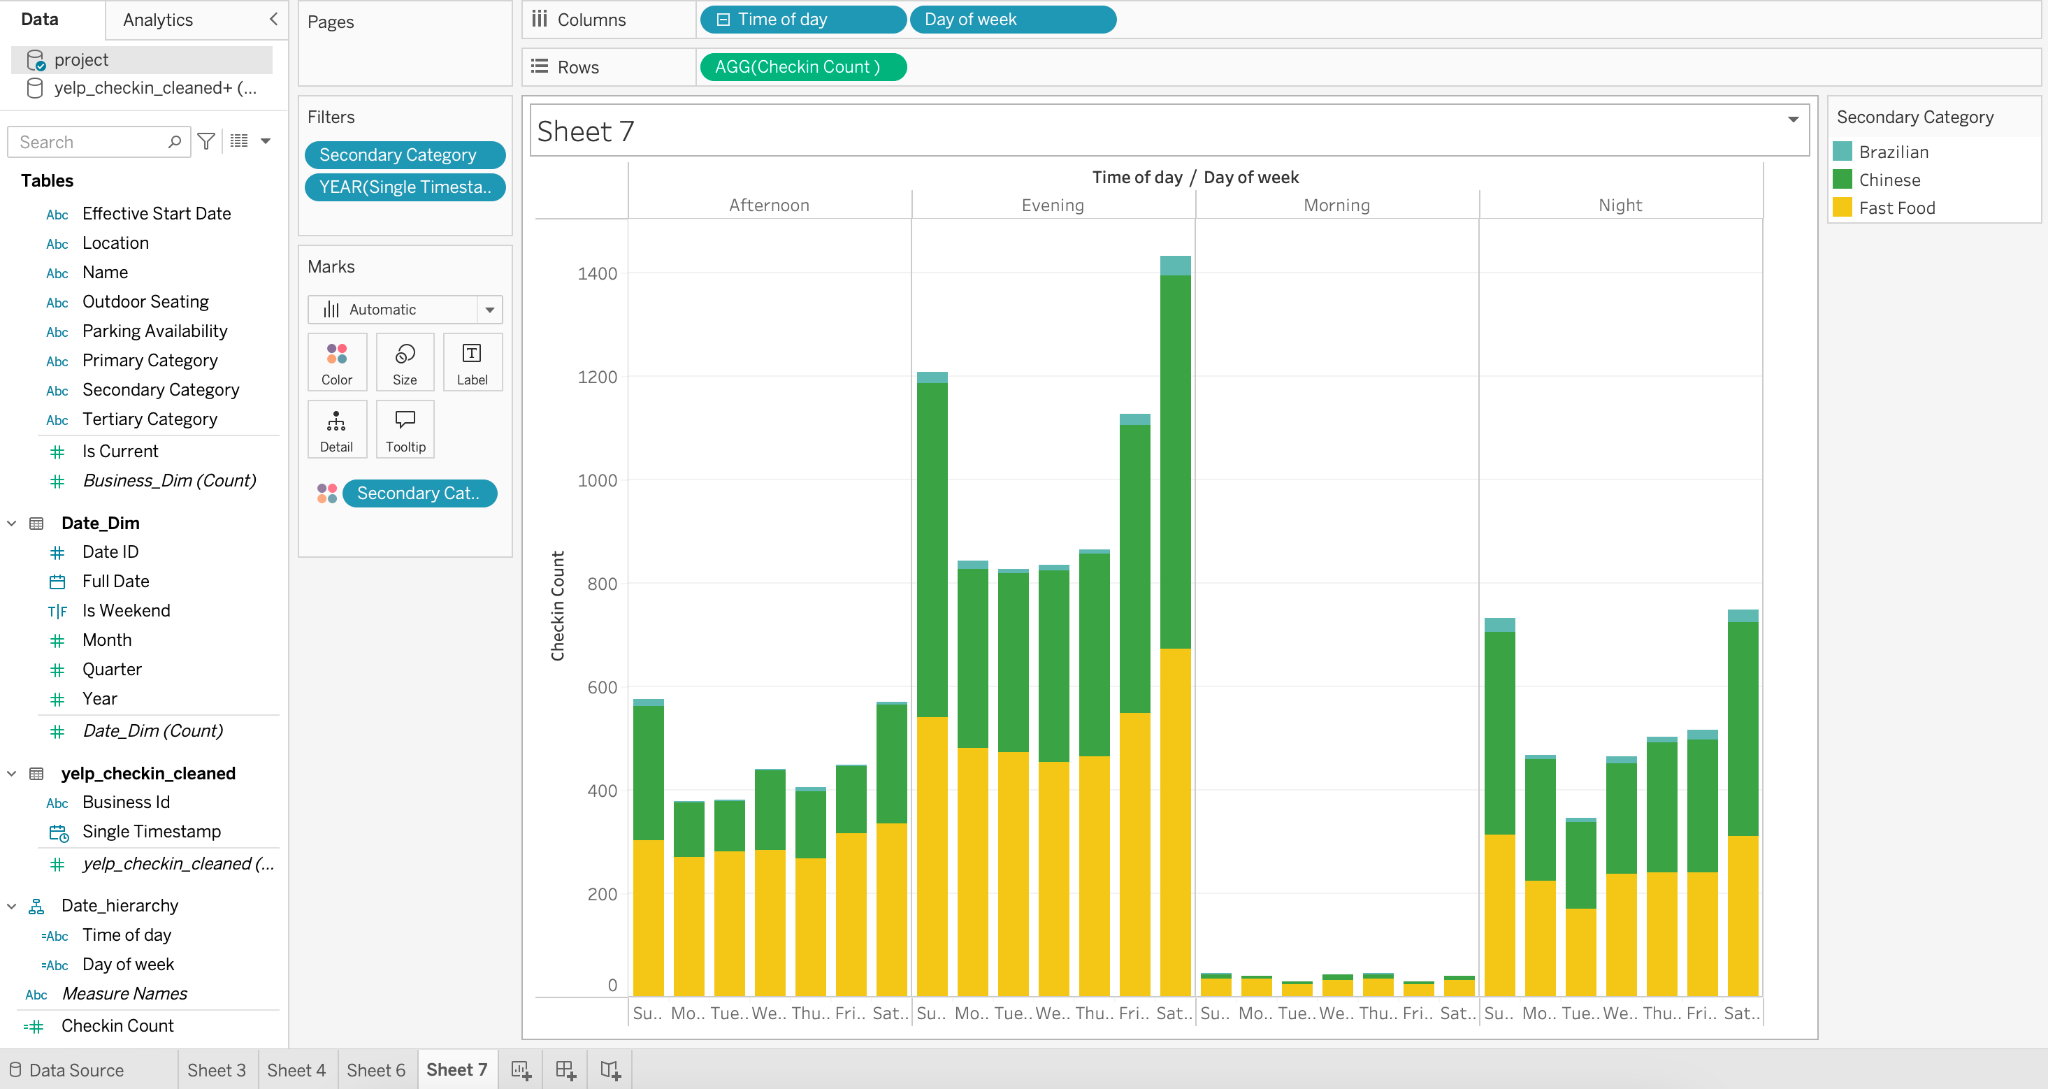 Data
Analytics
project
yelp_checkin_cleaned+ (...
Search
Tables
Abc Effective Start Date
Abc Location
Abc Name
Abc Outdoor Seating
Abc Parking Availability
Abc Primary Category
Abc Secondary Category
Abc Tertiary Category
# Is Current
# Business_Dim (Count)
Date_Dim
# Date ID
Full Date
T|F Is Weekend
# Month
# Quarter
# Year
# Date_Dim (Count)
yelp_checkin_cleaned
Abc Business Id
Single Timestamp
# yelp_checkin_cleaned (...
Date_hierarchy
=Abc Time of day
=Abc Day of week
Abc Measure Names
=# Checkin Count
Pages
Filters
Secondary Category
YEAR(Single Timesta..
Marks
Automatic
Color Size Label
Detail Tooltip
Secondary Cat..
Columns Time of day Day of week
Rows AGG(Checkin Count )
Sheet 7
Time of day / Day of week
Afternoon Evening Morning Night
Checkin Count
1400
1200
1000
800
600
400
200
0
Su.. Mo.. Tue.. We.. Thu.. Fri.. Sat.. Su.. Mo.. Tue.. We.. Thu.. Fri.. Sat.. Su.. Mo.. Tue.. We.. Thu.. Fri.. Sat.. Su.. Mo.. Tue.. We.. Thu.. Fri.. Sat..
Secondary Category
Brazilian
Chinese
Fast Food
Data Source Sheet 3 Sheet 4 Sheet 6 Sheet 7